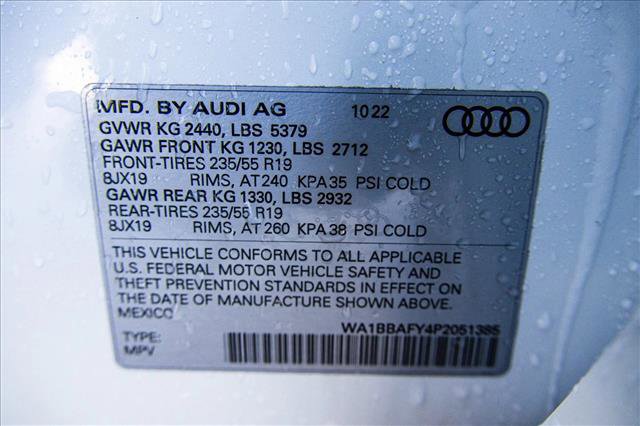 MFD. BY AUDI AG 10 22
GVWR KG 2440, LBS 5379
GAWR FRONT KG 1230, LBS 2712
FRONT-TIRES 235/55 R19
8JX19 RIMS, AT 240 KPA 35 PSI COLD
GAWR REAR KG 1330, LBS 2932
REAR-TIRES 235/55 R19
8JX19 RIMS, AT 260 KPA 38 PSI COLD
THIS VEHICLE CONFORMS TO ALL APPLICABLE
U.S. FEDERAL MOTOR VEHICLE SAFETY AND
THEFT PREVENTION STANDARDS IN EFFECT ON
THE DATE OF MANUFACTURE SHOWN ABOVE.
MEXICO
WA1BBAFY4P2051385
TYPE:
MPV